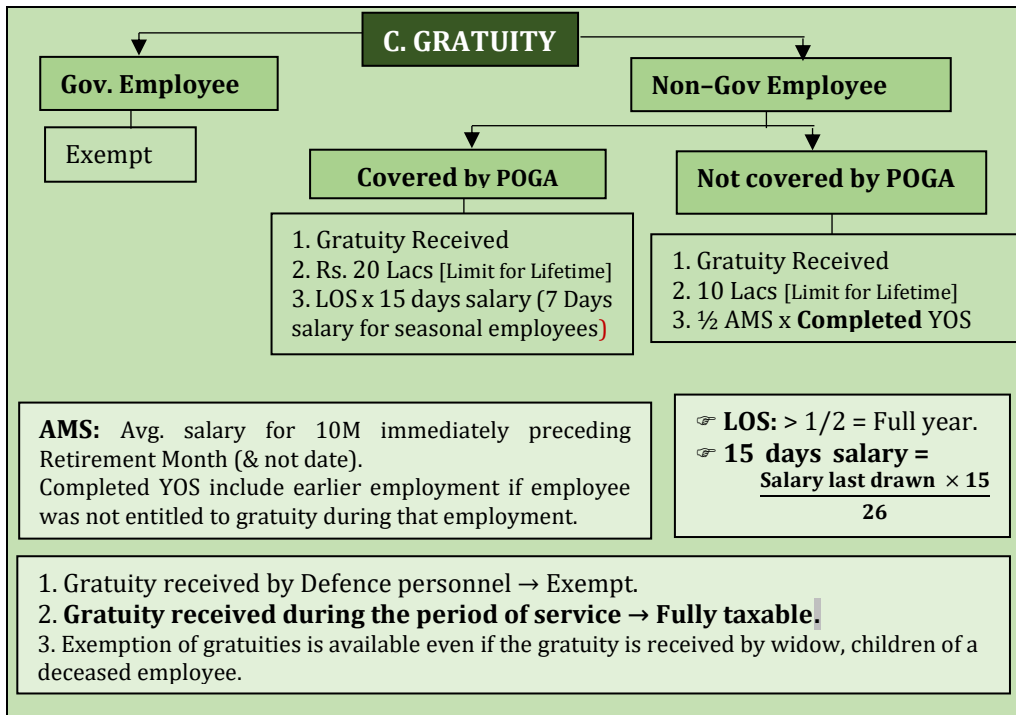 C. GRATUITY
Gov. Employee
Non–Gov Employee
Exempt
Covered by POGA
Not covered by POGA
1. Gratuity Received
2. Rs. 20 Lacs [Limit for Lifetime]
3. LOS x 15 days salary (7 Days
salary for seasonal employees)
1. Gratuity Received
2. 10 Lacs [Limit for Lifetime]
3. ½ AMS x Completed YOS
AMS: Avg. salary for 10M immediately preceding
Retirement Month (& not date).
Completed YOS include earlier employment if employee
was not entitled to gratuity during that employment.
☞ LOS: > 1/2 = Full year.
☞ 15 days salary =
Salary last drawn × 15
26
1. Gratuity received by Defence personnel → Exempt.
2. Gratuity received during the period of service → Fully taxable.
3. Exemption of gratuities is available even if the gratuity is received by widow, children of a
deceased employee.